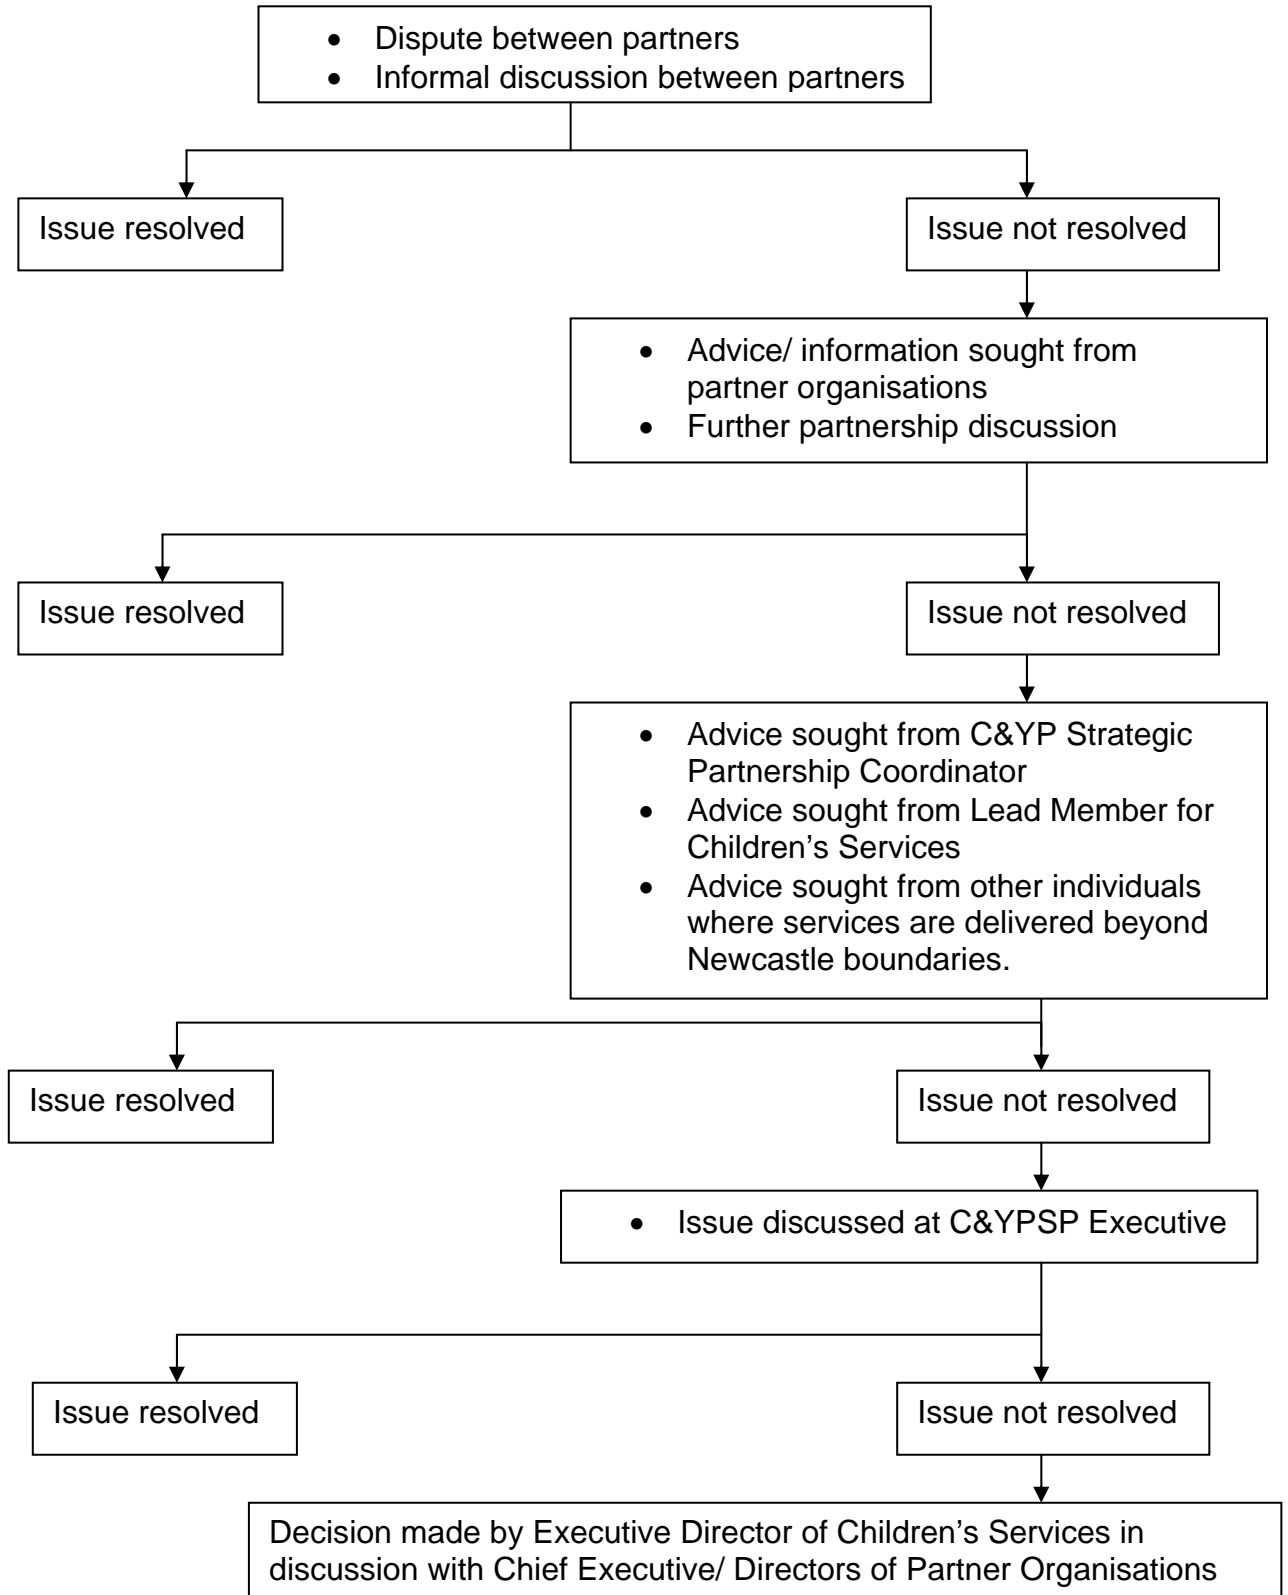 • Dispute between partners
• Informal discussion between partners
Issue resolved
Issue not resolved
• Advice/ information sought from
partner organisations
• Further partnership discussion
Issue resolved
Issue not resolved
• Advice sought from C&YP Strategic
Partnership Coordinator
• Advice sought from Lead Member for
Children’s Services
• Advice sought from other individuals
where services are delivered beyond
Newcastle boundaries.
Issue resolved
Issue not resolved
• Issue discussed at C&YPSP Executive
Issue resolved
Issue not resolved
Decision made by Executive Director of Children’s Services in
discussion with Chief Executive/ Directors of Partner Organisations